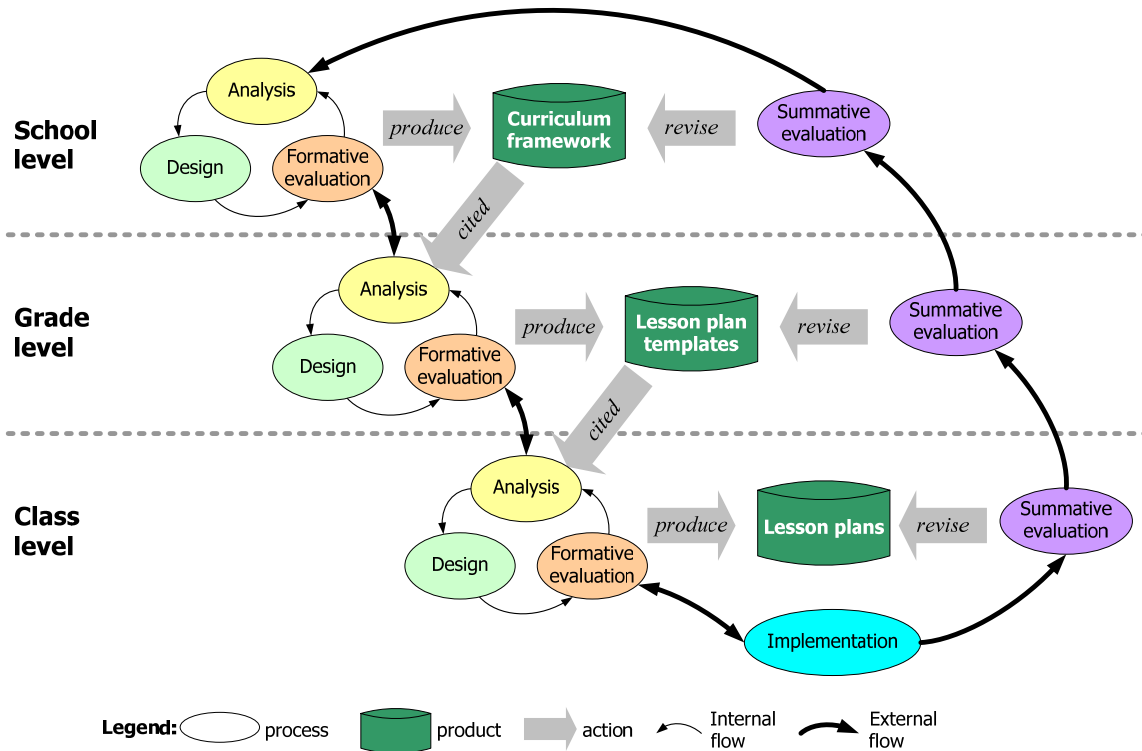 Analysis
Design
Formative
evaluation
School
level
produce
Curriculum
framework
revise
Summative
evaluation
cited
Grade
level
Analysis
Design
Formative
evaluation
produce
Lesson plan
templates
revise
Summative
evaluation
cited
Class
level
Analysis
Design
Formative
evaluation
produce
Lesson plans
revise
Summative
evaluation
Implementation
Legend:
process
product
action
Internal
flow
External
flow